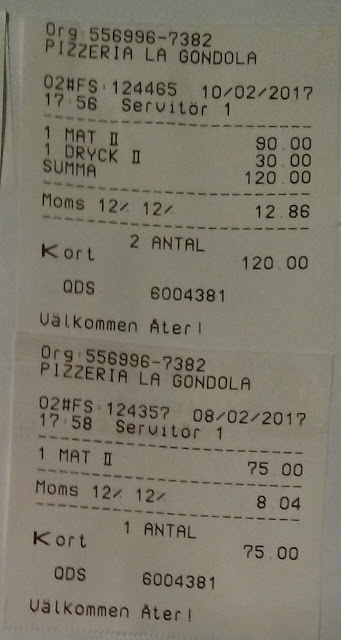 Org:556996-7382
PIZZERIA LA GONDOLA
02#FS:124465 10/02/2017
17:56 Servitör 1
1 MAT II 90.00
1 DRYCK II 30.00
SUMMA 120.00
Moms 12% 12% 12.86
2 ANTAL
Kort 120.00
QDS 6004381
Välkommen Åter!
Org:556996-7382
PIZZERIA LA GONDOLA
02#FS:124357 08/02/2017
17:58 Servitör 1
1 MAT II 75.00
Moms 12% 12% 8.04
1 ANTAL
Kort 75.00
QDS 6004381
Välkommen Åter!